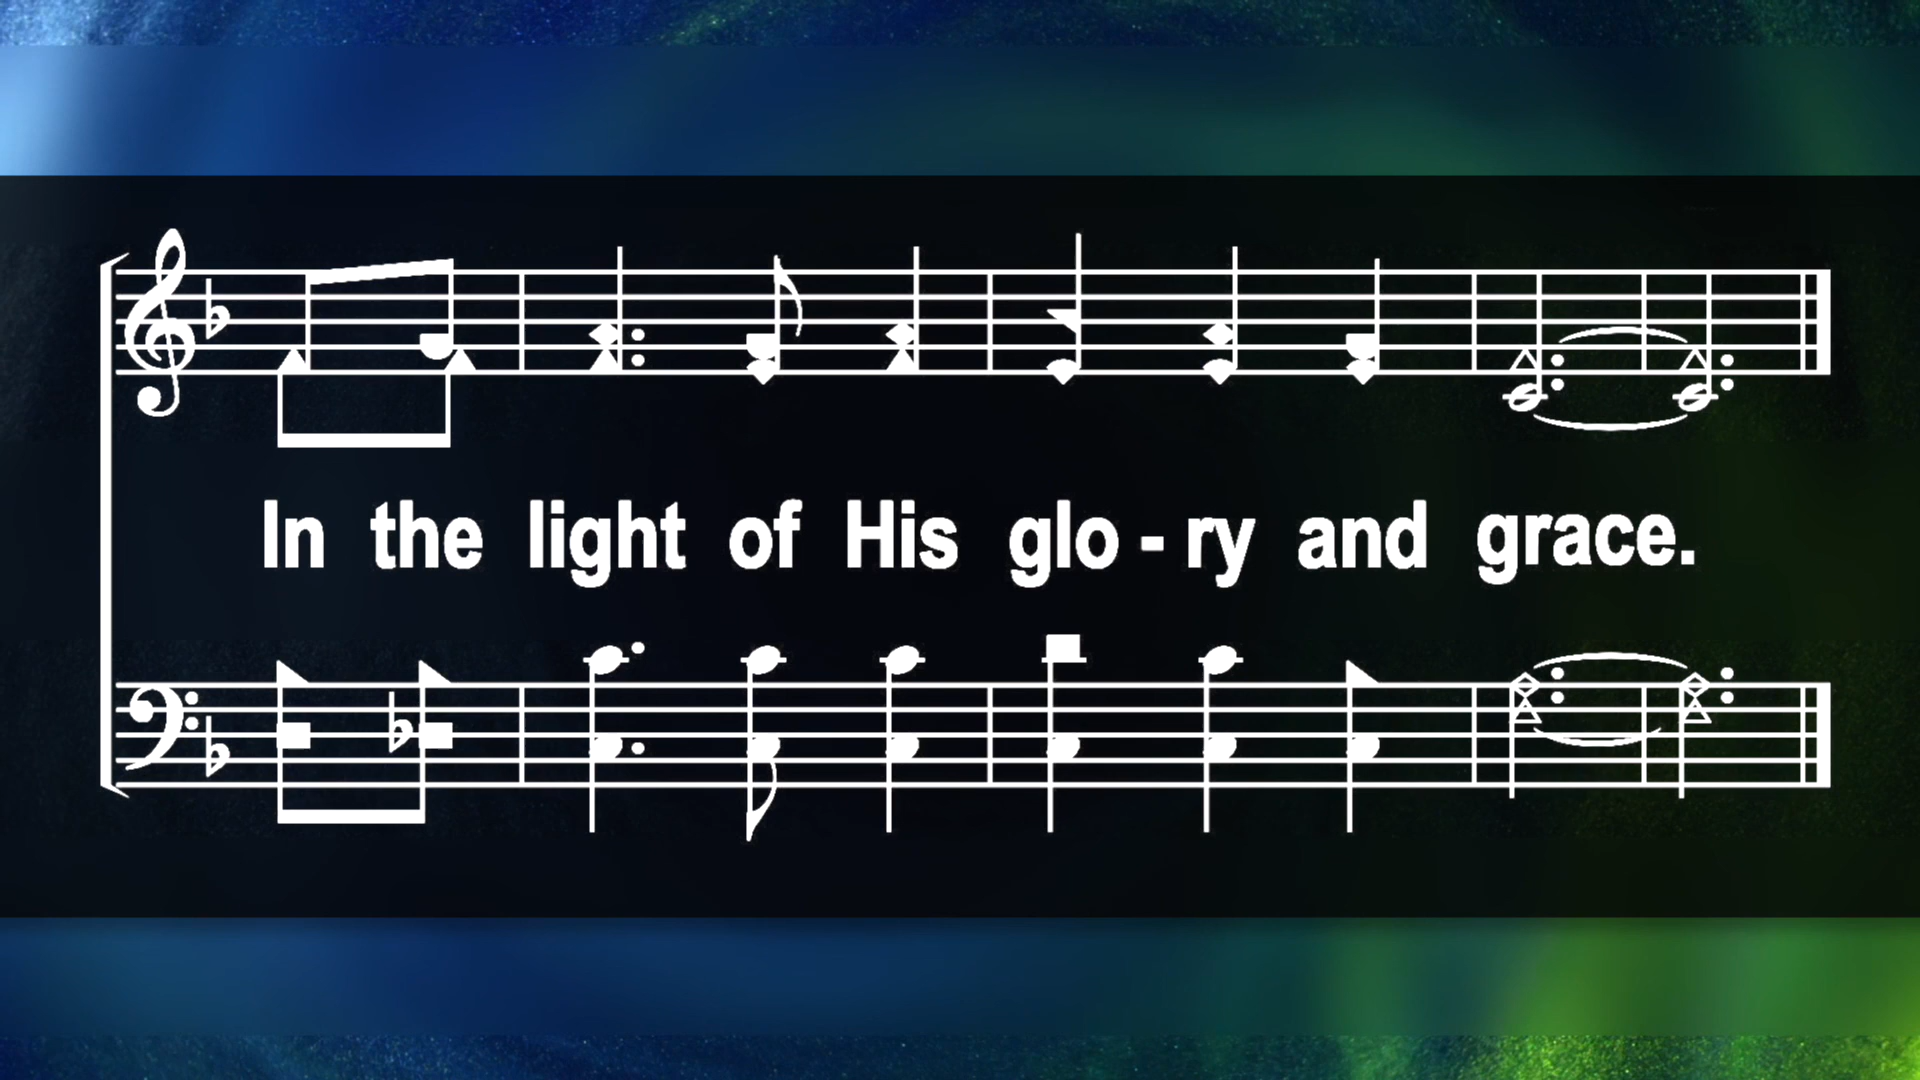 In the light of His glo - ry and grace.